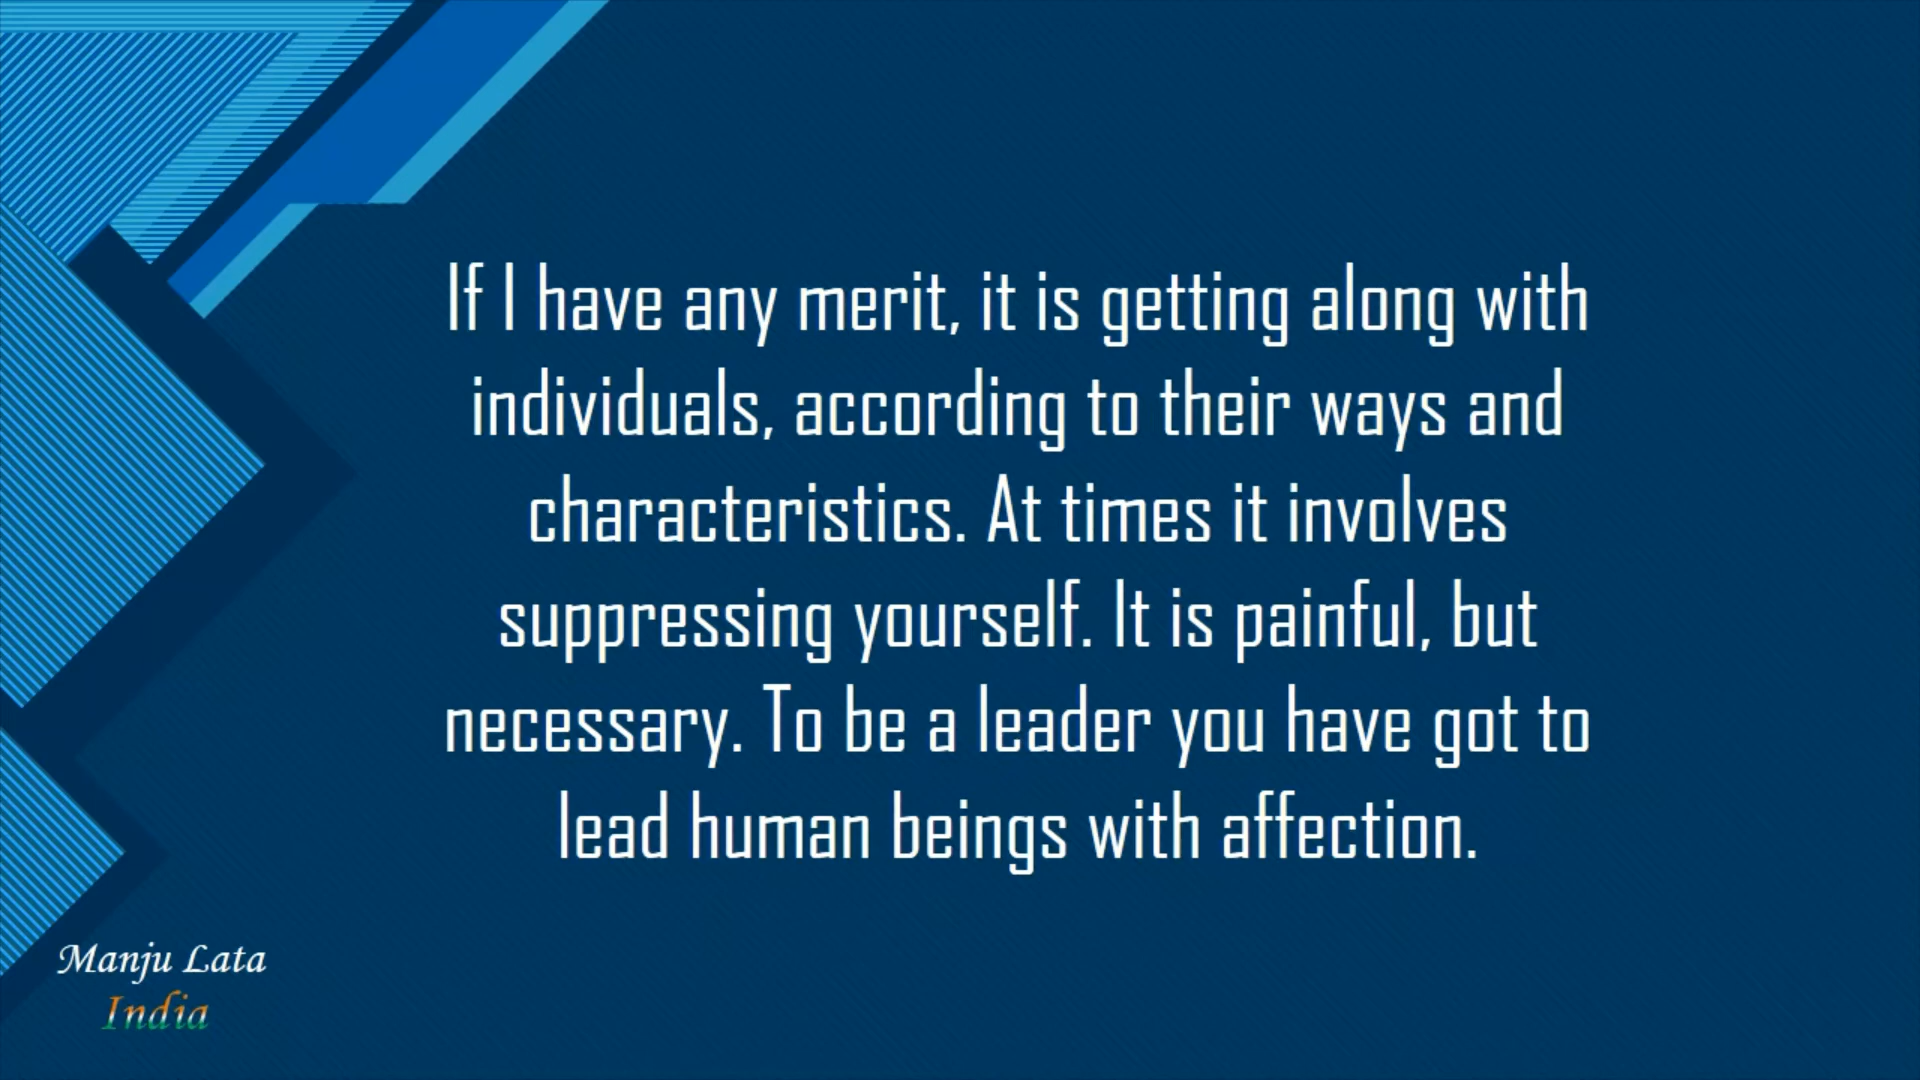 If I have any merit, it is getting along with
individuals, according to their ways and
characteristics. At times it involves
suppressing yourself. It is painful, but
necessary. To be a leader you have got to
lead human beings with affection.
Manju Lata
India